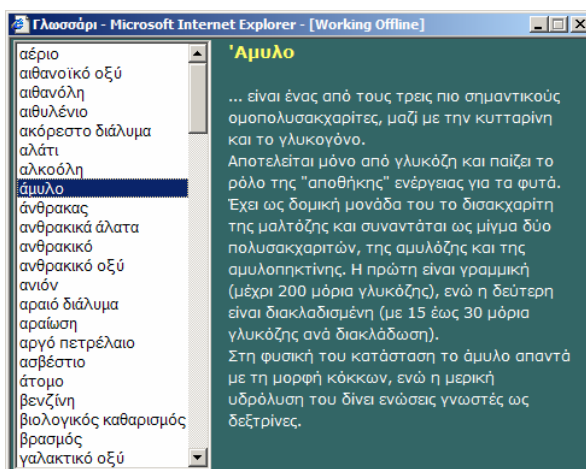 Γλωσσάρι - Microsoft Internet Explorer - [Working Offline]
αέριο
αιθανοϊκό οξύ
αιθανόλη
αιθυλένιο
ακόρεστο διάλυμα
αλάτι
αλκοόλη
άμυλο
άνθρακας
ανθρακικά άλατα
ανθρακικό
ανθρακικό οξύ
ανιόν
αραιό διάλυμα
αραίωση
αργό πετρέλαιο
ασβέστιο
άτομο
βενζίνη
βιολογικός καθαρισμός
βρασμός
γαλακτικό οξύ
'Αμυλο
... είναι ένας από τους τρεις πιο σημαντικούς
ομοπολυσακχαρίτες, μαζί με την κυτταρίνη
και το γλυκογόνο.
Αποτελείται μόνο από γλυκόζη και παίζει το
ρόλο της "αποθήκης" ενέργειας για τα φυτά.
Έχει ως δομική μονάδα του το δισακχαρίτη
της μαλτόζης και συναντάται ως μίγμα δύο
πολυσακχαριτών, της αμυλόζης και της
αμυλοπηκτίνης. Η πρώτη είναι γραμμική
(μέχρι 200 μόρια γλυκόζης), ενώ η δεύτερη
είναι διακλαδισμένη (με 15 έως 30 μόρια
γλυκόζης ανά διακλάδωση).
Στη φυσική του κατάσταση το άμυλο απαντά
με τη μορφή κόκκων, ενώ η μερική
υδρόλυση του δίνει ενώσεις γνωστές ως
δεξτρίνες.